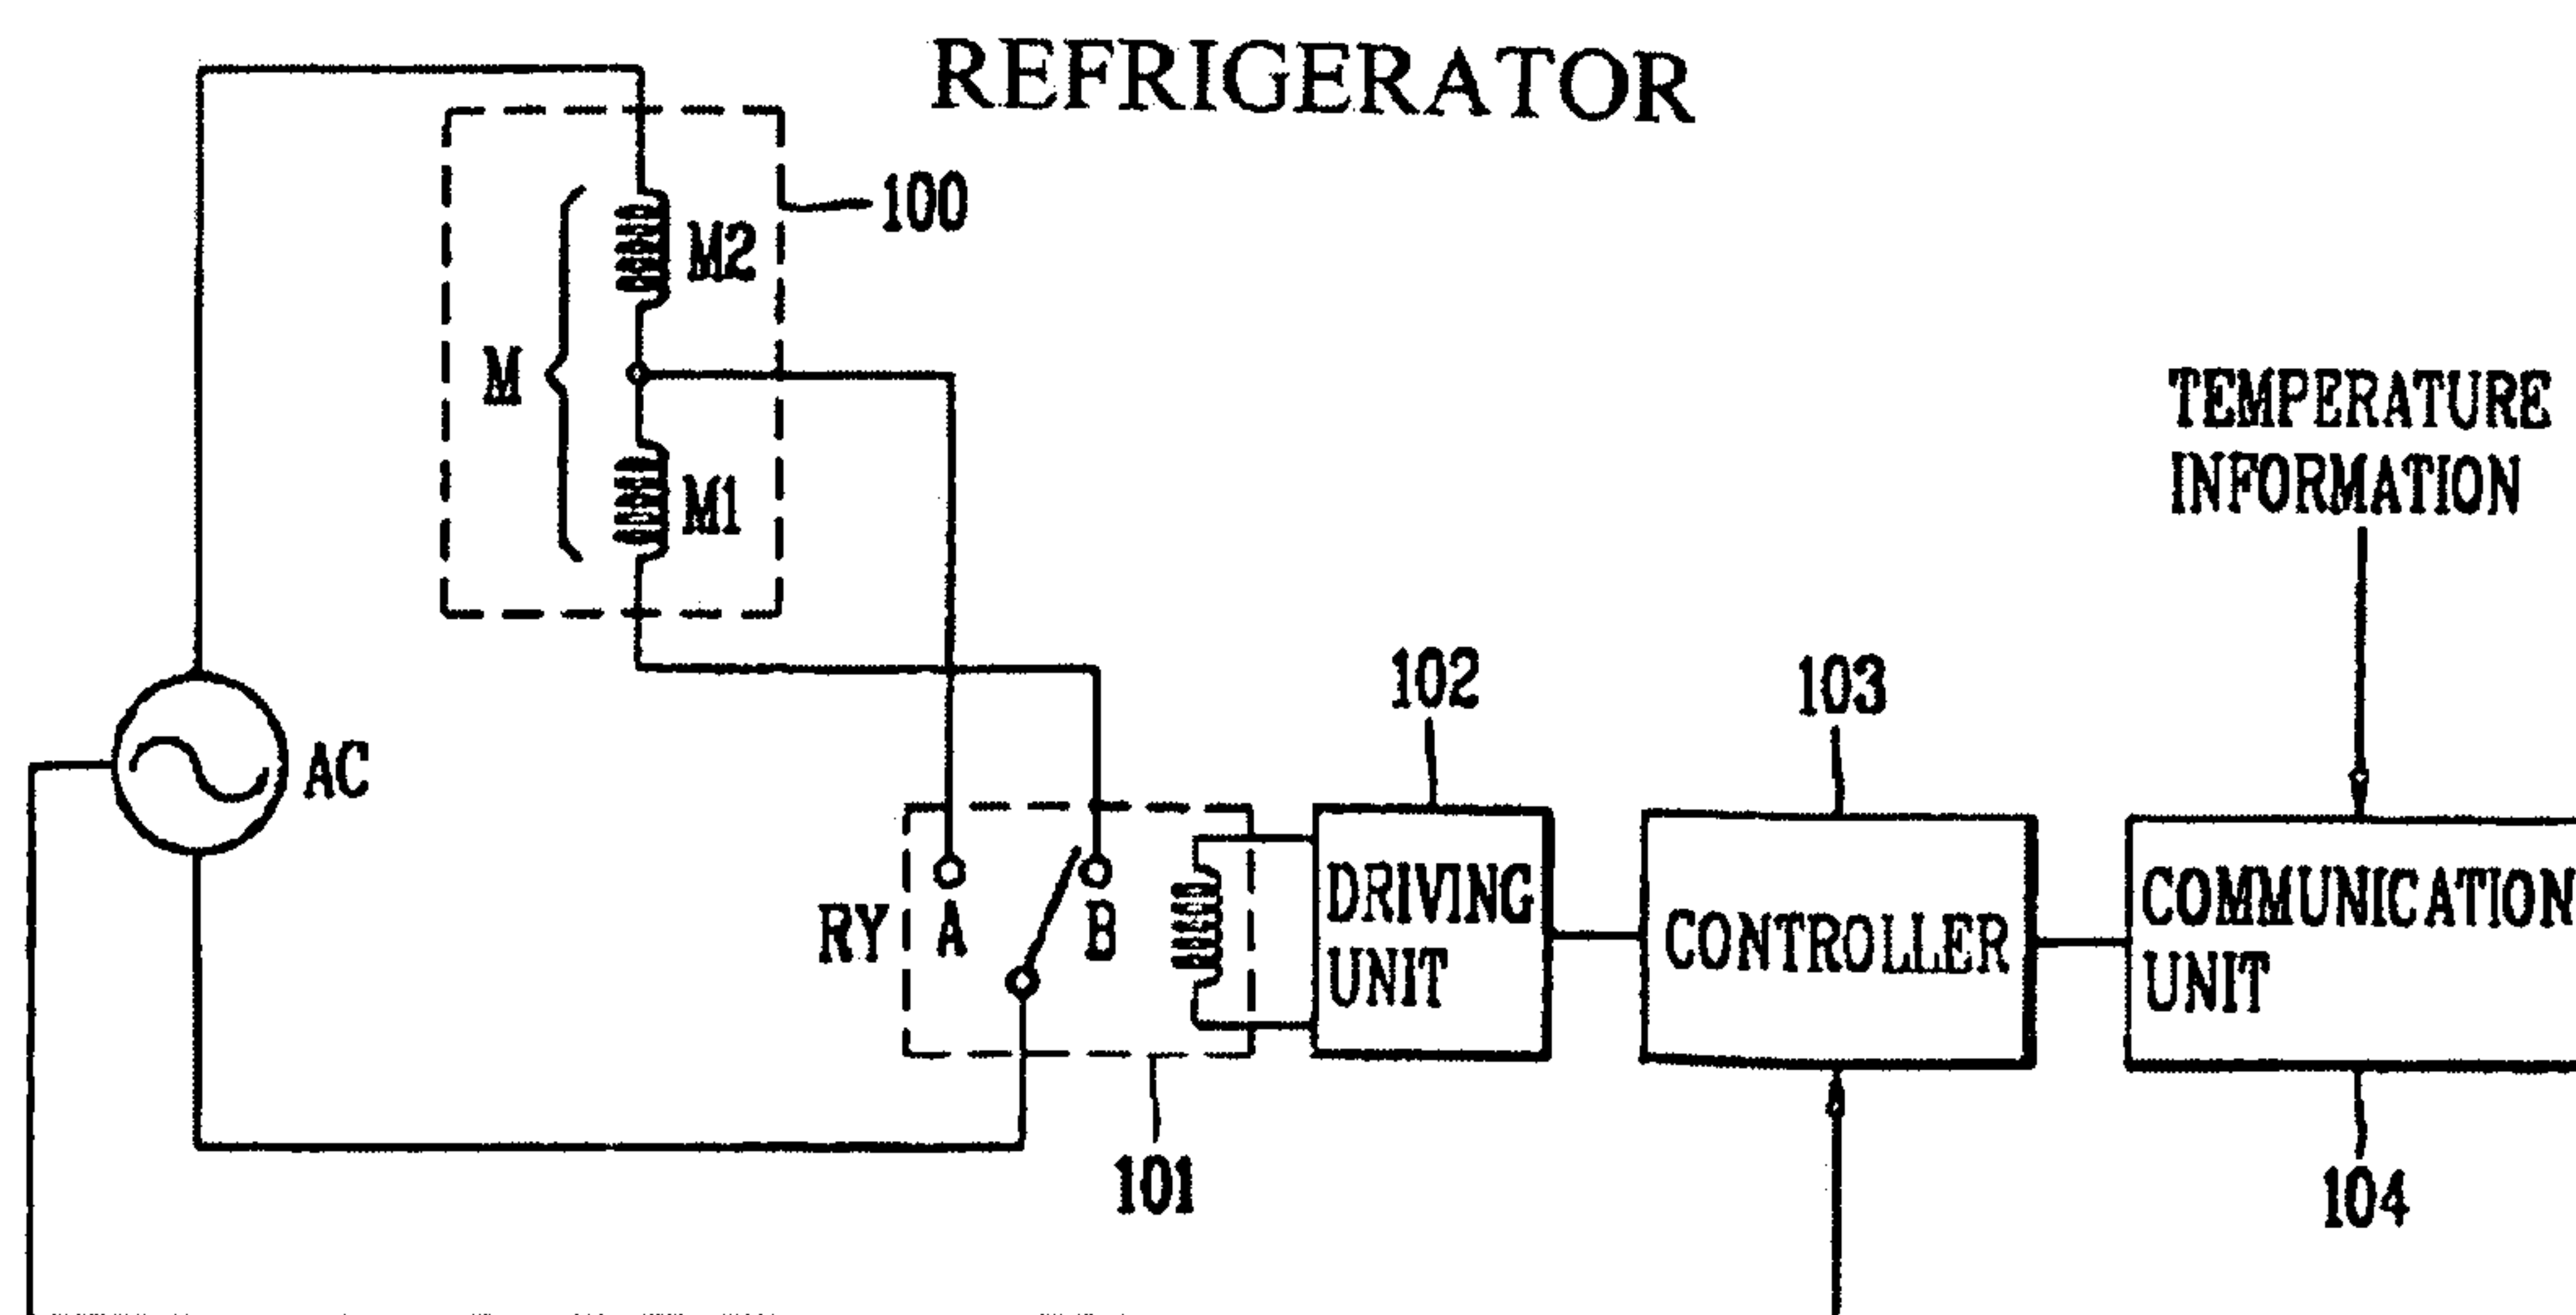 REFRIGERATOR
100
M2
M
M1
TEMPERATURE
INFORMATION
102
103
AC
RY
A
B
DRIVING
UNIT
CONTROLLER
COMMUNICATION
UNIT
101
104